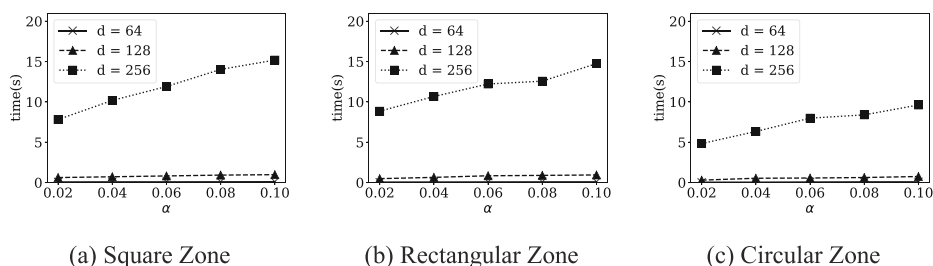 20
15
10
5
0
time(s)
d = 64
d = 128
d = 256
0.02 0.04 0.06 0.08 0.10
α
(a) Square Zone
20
15
10
5
0
time(s)
d = 64
d = 128
d = 256
0.02 0.04 0.06 0.08 0.10
α
(b) Rectangular Zone
20
15
10
5
0
time(s)
d = 64
d = 128
d = 256
0.02 0.04 0.06 0.08 0.10
α
(c) Circular Zone